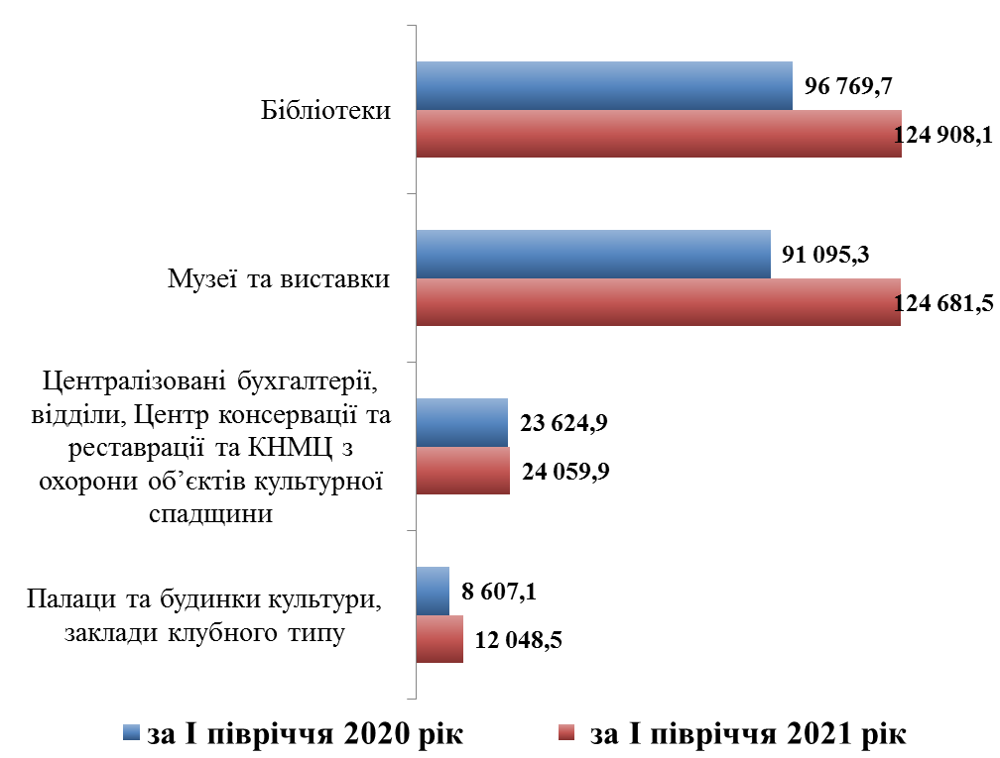 Бібліотеки
96 769,7
124 908,1
Музеї та виставки
91 095,3
124 681,5
Централізовані бухгалтерії,
відділи, Центр консервації та
реставрації та КНМЦ з
охорони об’єктів культурної
спадщини
23 624,9
24 059,9
Палаци та будинки культури,
заклади клубного типу
8 607,1
12 048,5
за І півріччя 2020 рік
за І півріччя 2021 рік